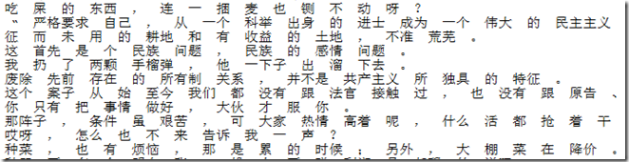 吃 屎 的 东西 , 连 一 捆 麦 也 铡 不 动 呀 ?
“ 严格要求 自己 , 从 一个 科举 出身 的 进士 成为 一个 伟大 的 民主主义
征 而 未 用 的 耕地 和 有 收益 的 土地 , 不准 荒芜 。
这 首先 是 个 民族 问题 , 民族 的 感情 问题 。
我 扔 了 两颗 手榴弹 , 他 一下子 出 溜 下去 。
废除 先前 存在 的 所有制 关系 , 并不是 共产主义 所 独具 的 特征 。
这个 案子 从 始 至今 我们 都 没有 跟 法官 接触 过 , 也 没有 跟 原告 、
你 只有 把 事情 做好 , 大伙 才 服 你 。
那阵子 , 条件 虽 艰苦 , 可 大家 热情 高着 呢 , 什么 活 都 抢 着 干
哎呀 , 怎么 也 不 来 告诉 我 一声 ?
种菜 , 也 有 烦恼 , 那 是 累 的 时候 ; 另外 , 大 棚 菜 在 降价 。